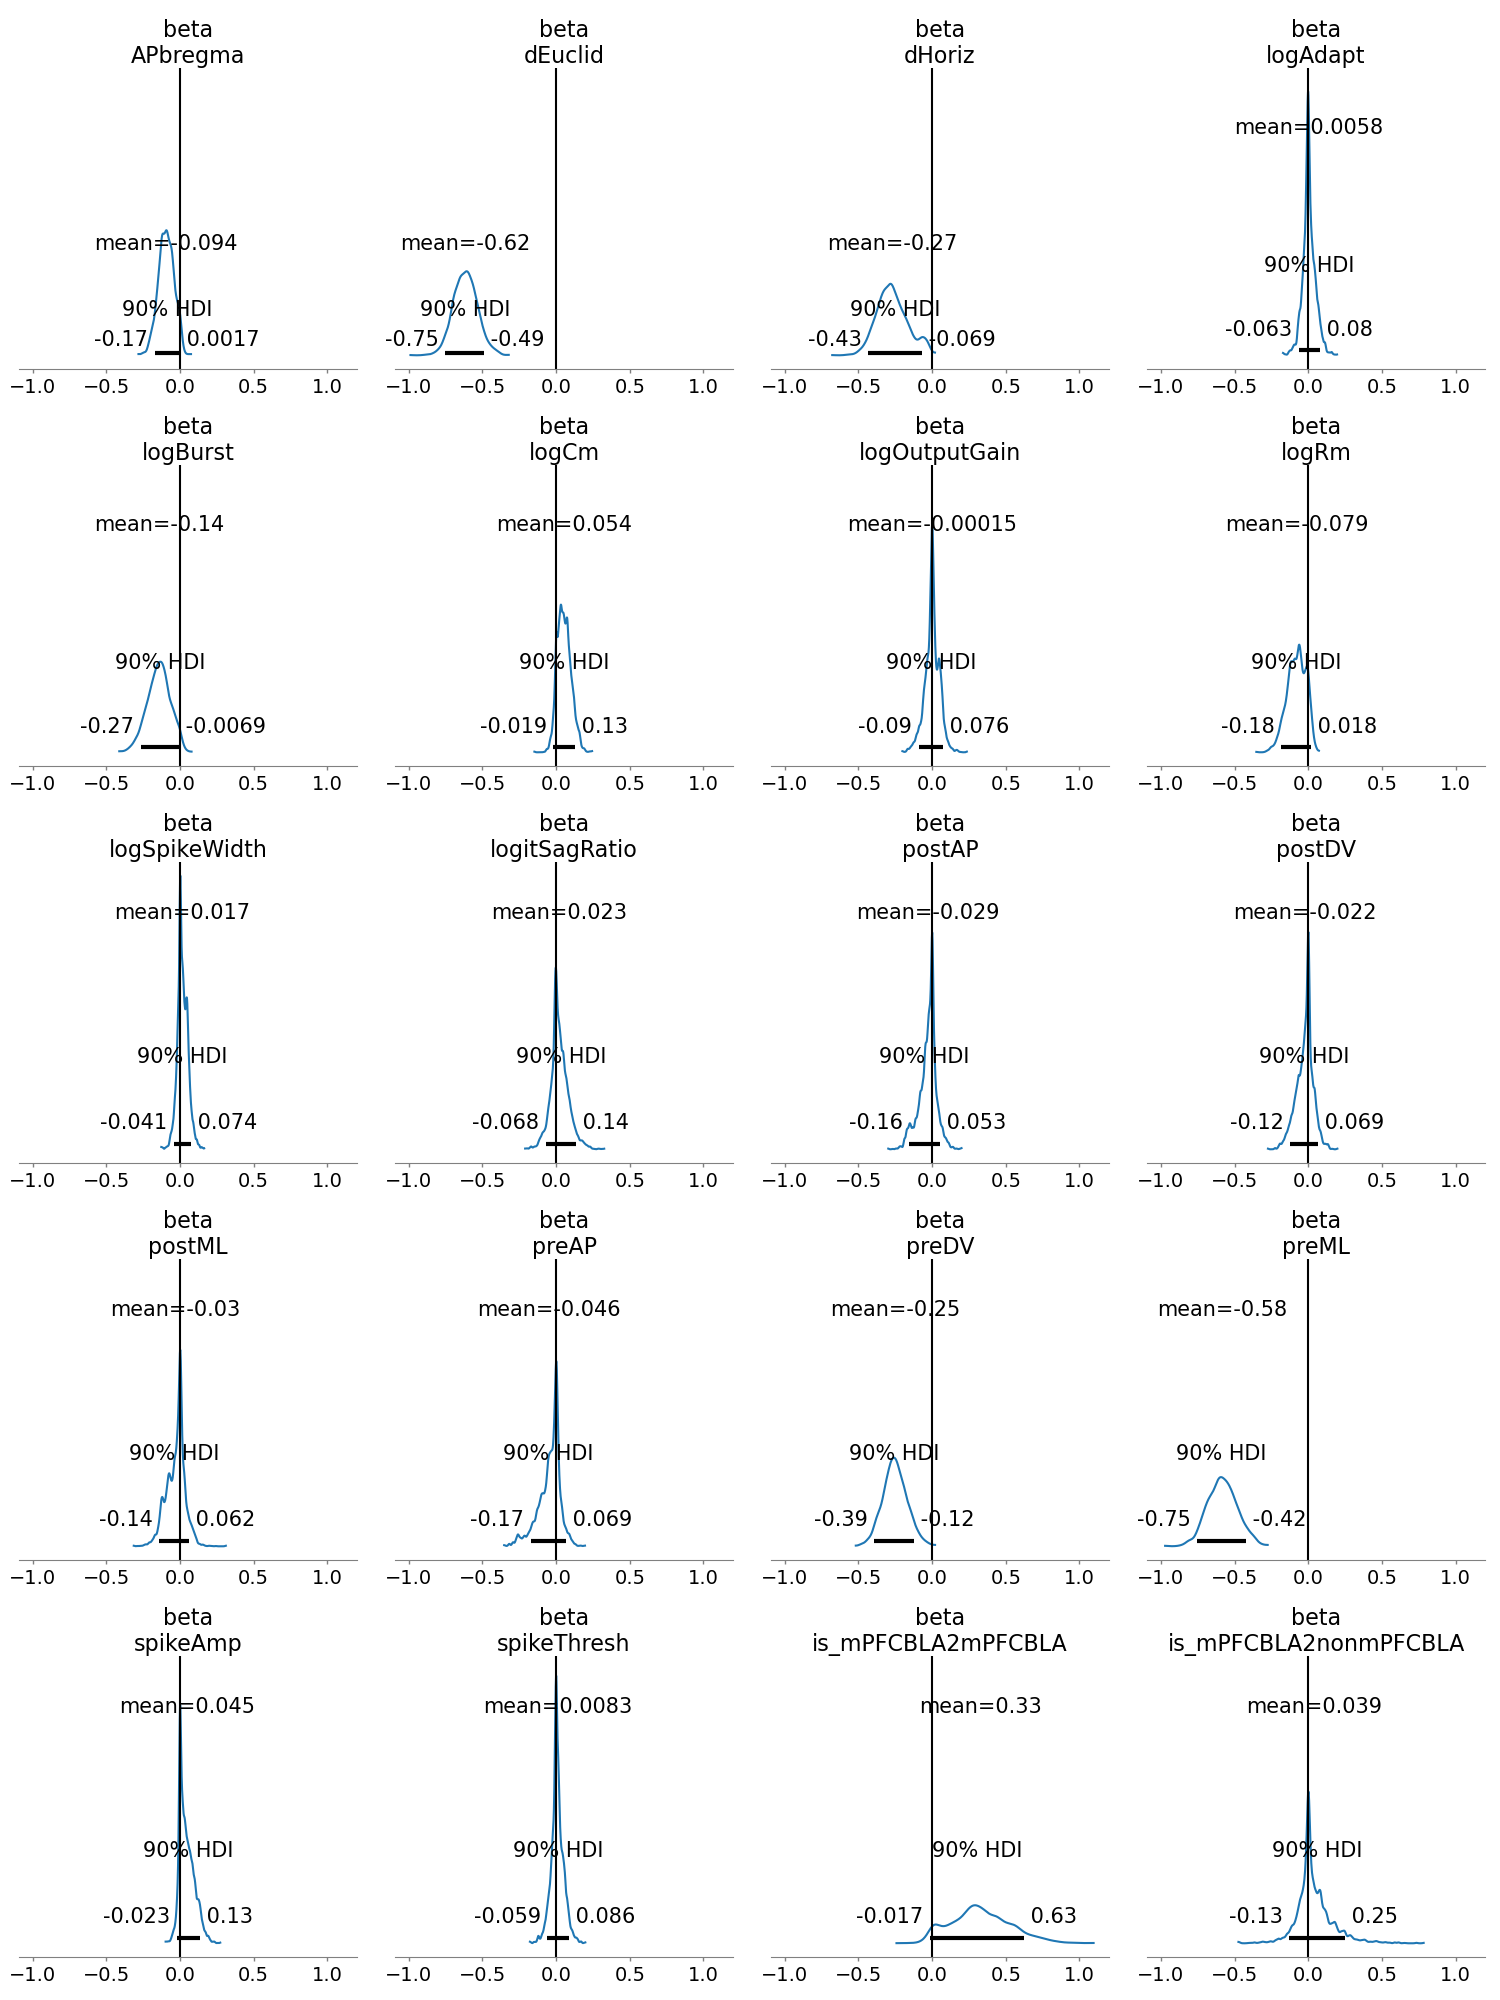 beta
APbregma
mean=-0.094
90% HDI
-0.17 0.0017
−1.0 −0.5 0.0 0.5 1.0
beta
dEuclid
mean=-0.62
90% HDI
-0.75 -0.49
−1.0 −0.5 0.0 0.5 1.0
beta
dHoriz
mean=-0.27
90% HDI
-0.43 -0.069
−1.0 −0.5 0.0 0.5 1.0
beta
logAdapt
mean=0.0058
90% HDI
-0.063 0.08
−1.0 −0.5 0.0 0.5 1.0
beta
logBurst
mean=-0.14
90% HDI
-0.27 -0.0069
−1.0 −0.5 0.0 0.5 1.0
beta
logCm
mean=0.054
90% HDI
-0.019 0.13
−1.0 −0.5 0.0 0.5 1.0
beta
logOutputGain
mean=-0.00015
90% HDI
-0.09 0.076
−1.0 −0.5 0.0 0.5 1.0
beta
logRm
mean=-0.079
90% HDI
-0.18 0.018
−1.0 −0.5 0.0 0.5 1.0
beta
logSpikeWidth
mean=0.017
90% HDI
-0.041 0.074
−1.0 −0.5 0.0 0.5 1.0
beta
logitSagRatio
mean=0.023
90% HDI
-0.068 0.14
−1.0 −0.5 0.0 0.5 1.0
beta
postAP
mean=-0.029
90% HDI
-0.16 0.053
−1.0 −0.5 0.0 0.5 1.0
beta
postDV
mean=-0.022
90% HDI
-0.12 0.069
−1.0 −0.5 0.0 0.5 1.0
beta
postML
mean=-0.03
90% HDI
-0.14 0.062
−1.0 −0.5 0.0 0.5 1.0
beta
preAP
mean=-0.046
90% HDI
-0.17 0.069
−1.0 −0.5 0.0 0.5 1.0
beta
preDV
mean=-0.25
90% HDI
-0.39 -0.12
−1.0 −0.5 0.0 0.5 1.0
beta
preML
mean=-0.58
90% HDI
-0.75 -0.42
−1.0 −0.5 0.0 0.5 1.0
beta
spikeAmp
mean=0.045
90% HDI
-0.023 0.13
−1.0 −0.5 0.0 0.5 1.0
beta
spikeThresh
mean=0.0083
90% HDI
-0.059 0.086
−1.0 −0.5 0.0 0.5 1.0
beta
is_mPFCBLA2mPFCBLA
mean=0.33
90% HDI
-0.017 0.63
−1.0 −0.5 0.0 0.5 1.0
beta
is_mPFCBLA2nonmPFCBLA
mean=0.039
90% HDI
-0.13 0.25
−1.0 −0.5 0.0 0.5 1.0